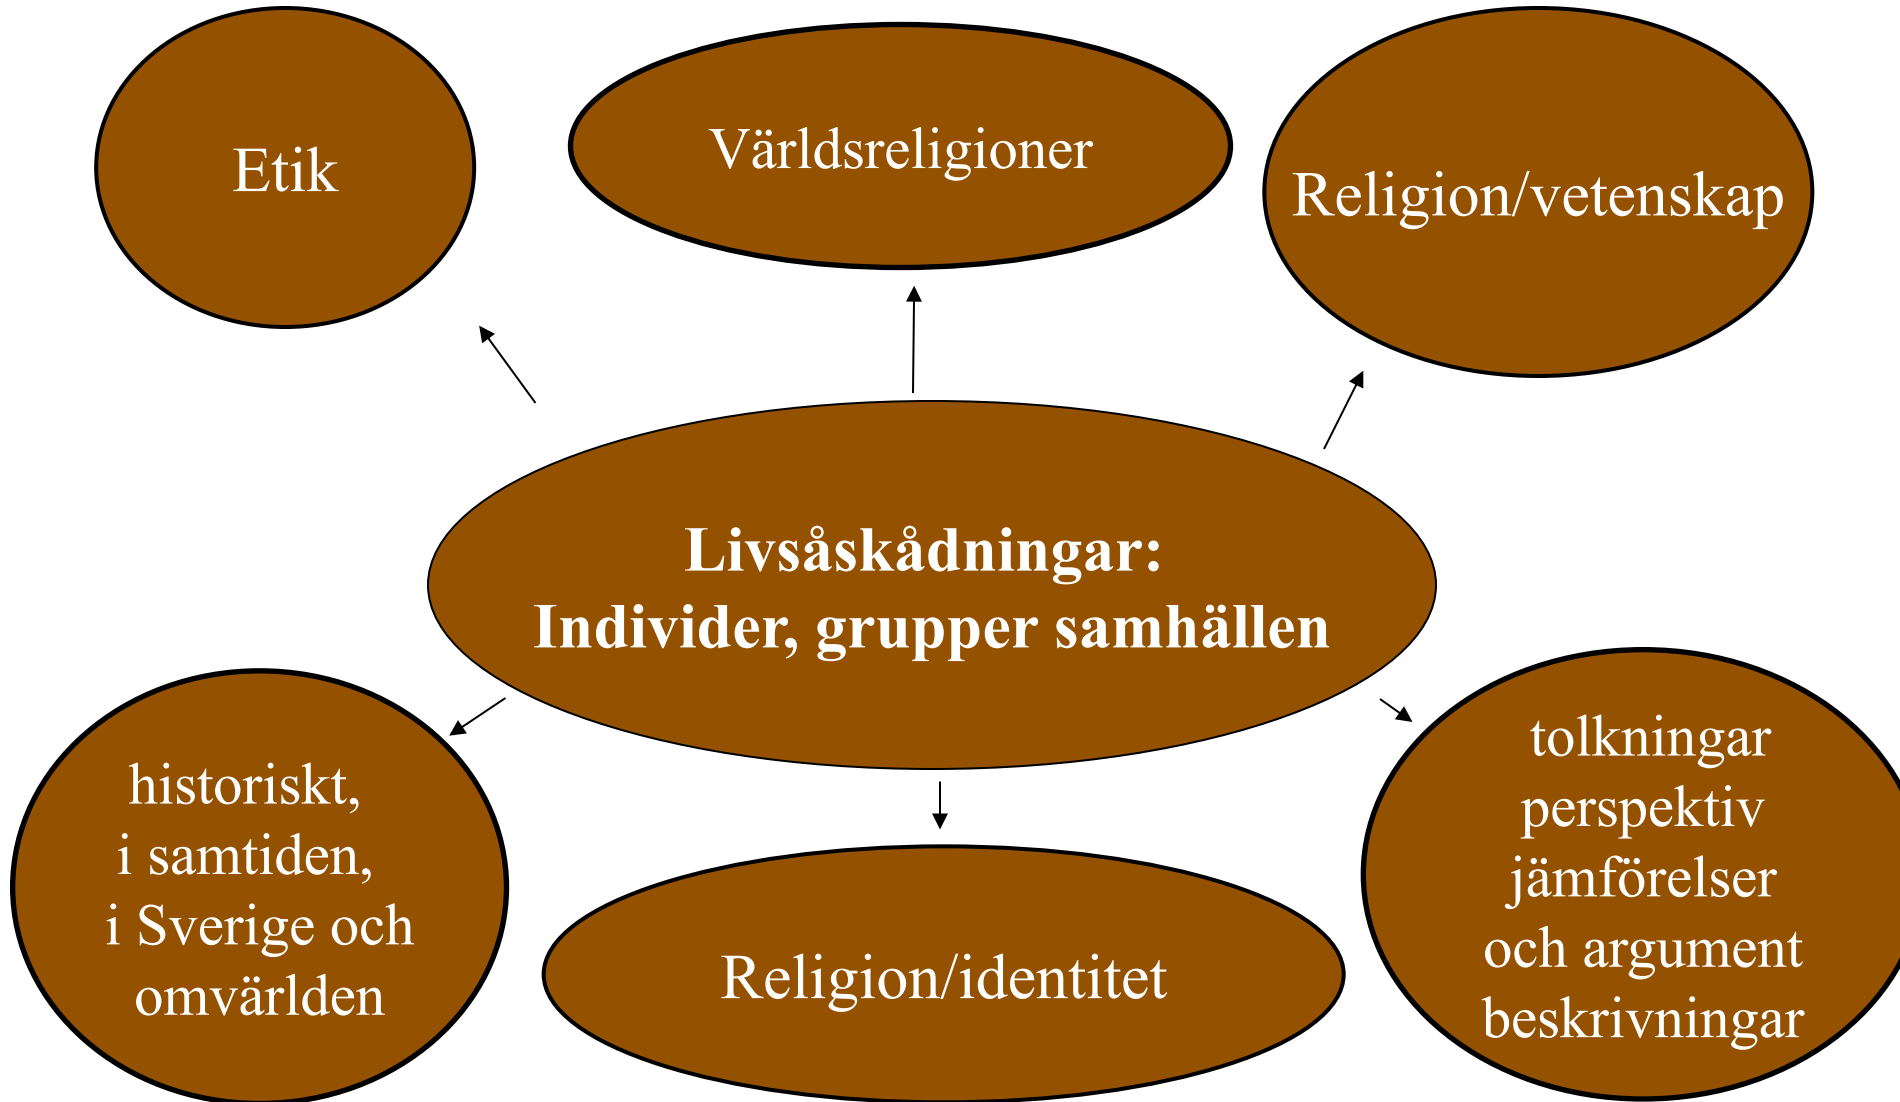 Etik
Världsreligioner
Religion/vetenskap
Livsåskådningar:
Individer, grupper samhällen
historiskt,
i samtiden,
i Sverige och
omvärlden
Religion/identitet
tolkningar
perspektiv
jämförelser
och argument
beskrivningar